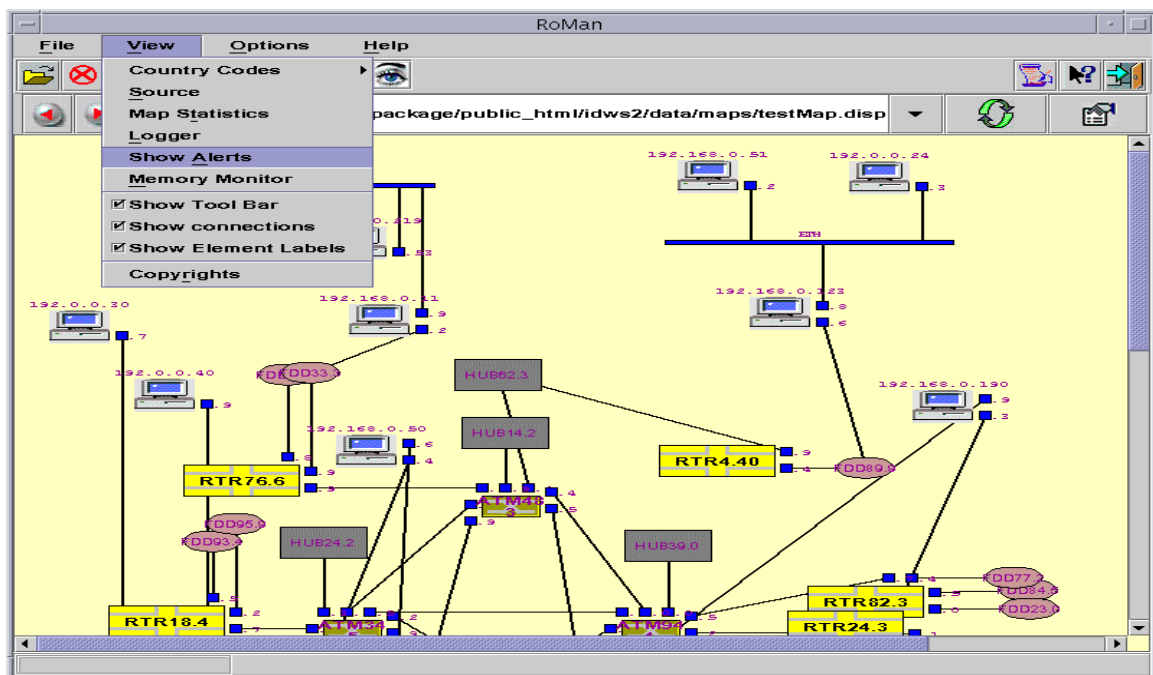 RoMan
File View Options Help
Country Codes
Source
Map Statistics
Logger
Show Alerts
Memory Monitor
Show Tool Bar
Show connections
Show Element Labels
Copyrights
package/public_html/idws2/data/maps/testMap.disp
192.168.0.51
192.0.0.24
.2
.3
ETH
.53
192.0.0.30
192.168.0.11
192.168.0.123
.9
.8
.7
.2
.6
192.0.0.40
FDD33.
HUB62.3
192.168.0.190
.9
.9
.3
192.168.0.50
HUB14.2
.6
.4
RTR4.40
.9
.4
FDD89.0
RTR76.6
.9
.4
ATM48
3
.5
.9
FDD95.0
FDD93.4
HUB24.2
HUB39.0
.4
FDD77.2
FDD84.6
FDD23.0
RTR82.3
RTR18.4
.2
.7
ATM34
.2
ATM94
.5
RTR24.3